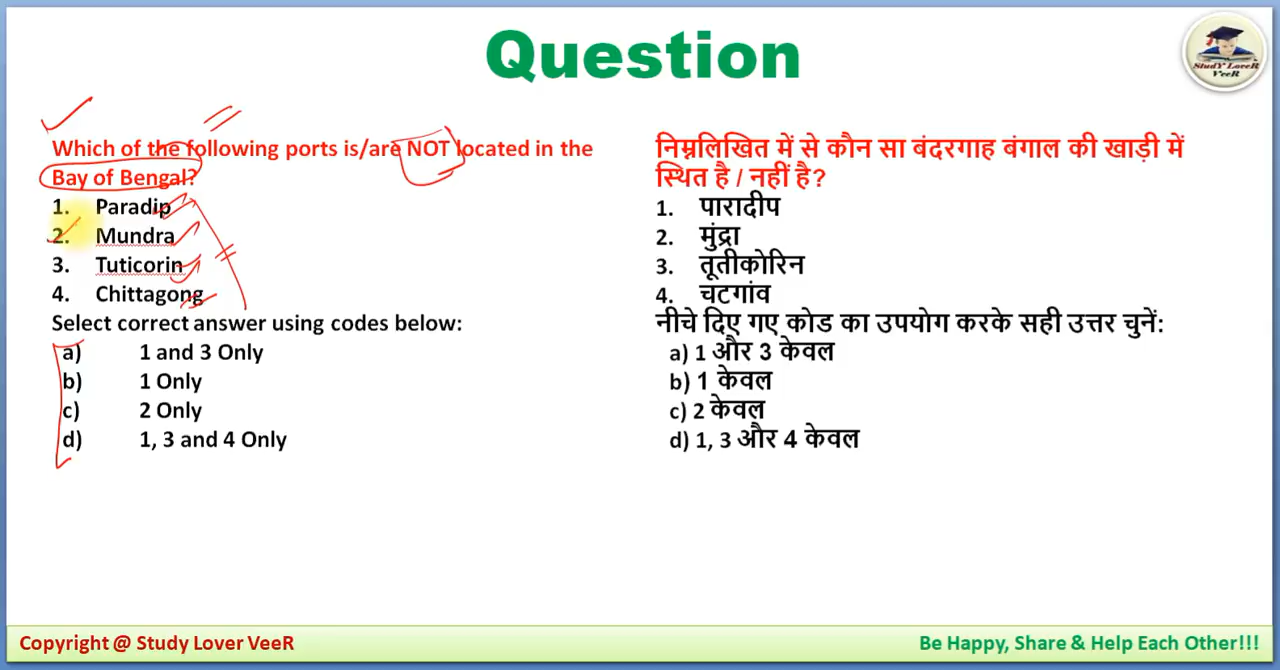 Question
StudY LoveR
VeeR
Which of the following ports is/are NOT located in the
Bay of Bengal?
1. Paradip
2. Mundra
3. Tuticorin
4. Chittagong
Select correct answer using codes below:
a) 1 and 3 Only
b) 1 Only
c) 2 Only
d) 1, 3 and 4 Only
निम्नलिखित में से कौन सा बंदरगाह बंगाल की खाड़ी में
स्थित है / नहीं है?
1. पारादीप
2. मुंद्रा
3. तूतीकोरिन
4. चटगांव
नीचे दिए गए कोड का उपयोग करके सही उत्तर चुनें:
a) 1 और 3 केवल
b) 1 केवल
c) 2 केवल
d) 1, 3 और 4 केवल
Copyright @ Study Lover VeeR
Be Happy, Share & Help Each Other!!!